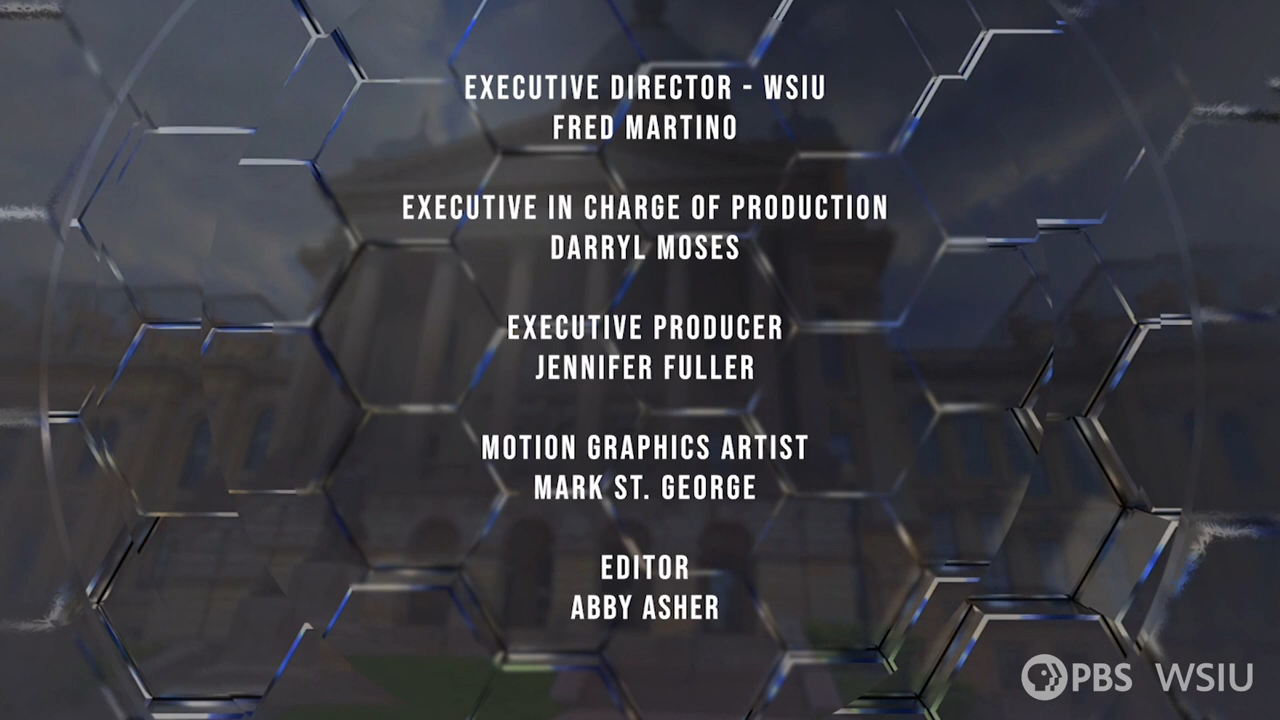 EXECUTIVE DIRECTOR - WSIU
FRED MARTINO
EXECUTIVE IN CHARGE OF PRODUCTION
DARRYL MOSES
EXECUTIVE PRODUCER
JENNIFER FULLER
MOTION GRAPHICS ARTIST
MARK ST. GEORGE
EDITOR
ABBY ASHER
PBS WSIU